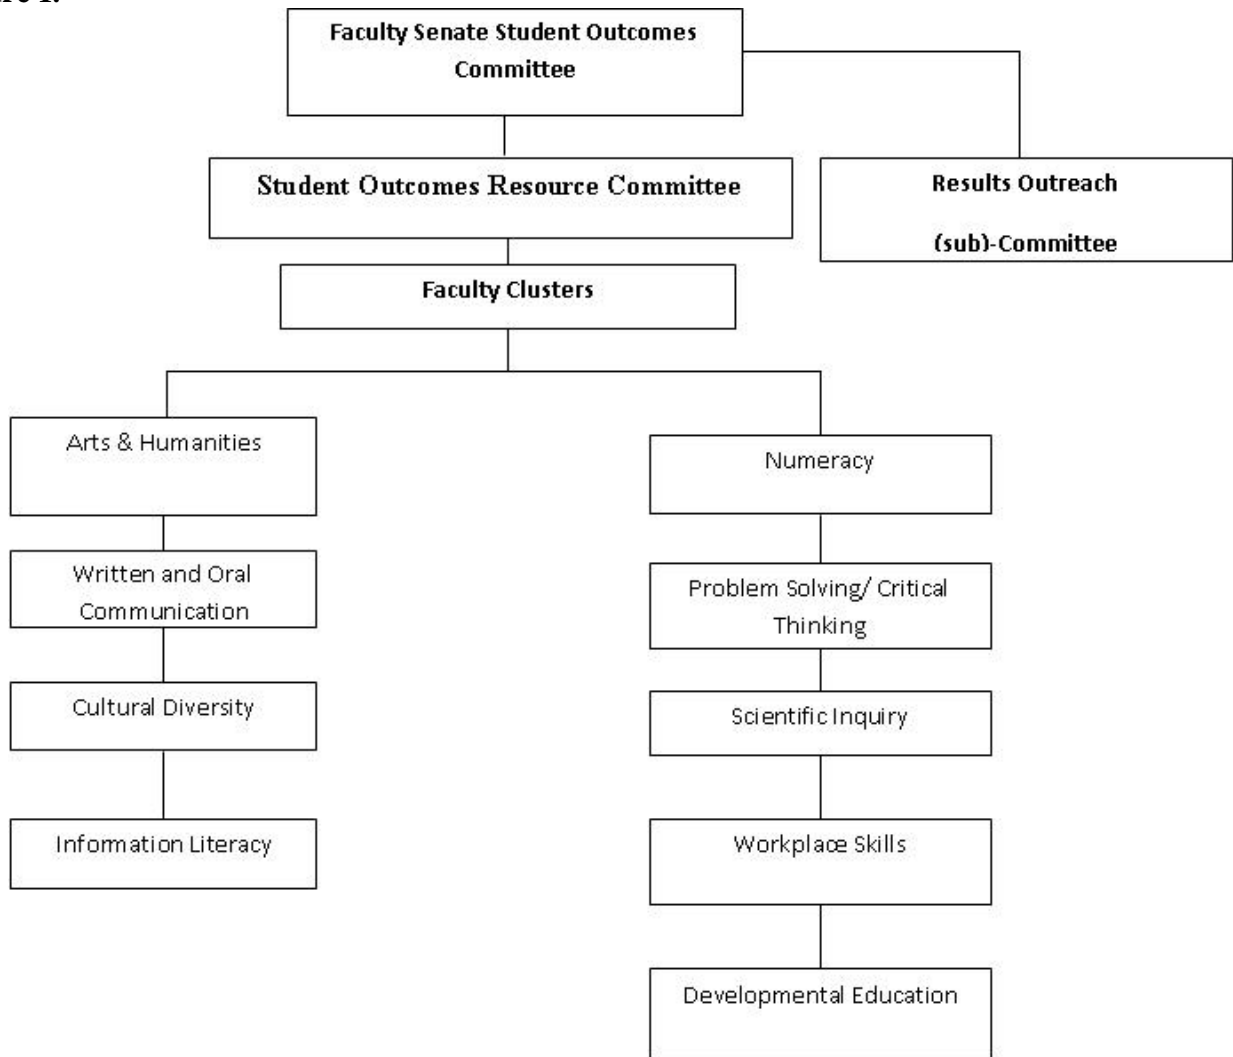 Faculty Senate Student Outcomes
Committee
Student Outcomes Resource Committee
Results Outreach
(sub)-Committee
Faculty Clusters
Arts & Humanities
Numeracy
Written and Oral
Communication
Problem Solving/ Critical
Thinking
Cultural Diversity
Scientific Inquiry
Information Literacy
Workplace Skills
Developmental Education